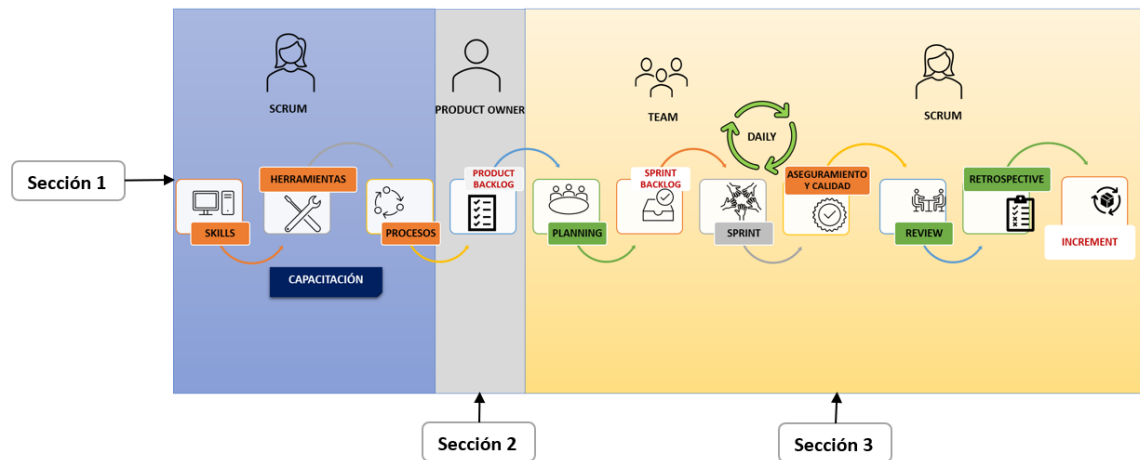 SCRUM
PRODUCT OWNER
TEAM
SCRUM
DAILY
Sección 1
SKILLS
HERRAMIENTAS
PROCESOS
PRODUCT
BACKLOG
PLANNING
SPRINT
BACKLOG
SPRINT
ASEGURAMIENTO
Y CALIDAD
REVIEW
RETROSPECTIVE
INCREMENT
CAPACITACIÓN
Sección 2
Sección 3